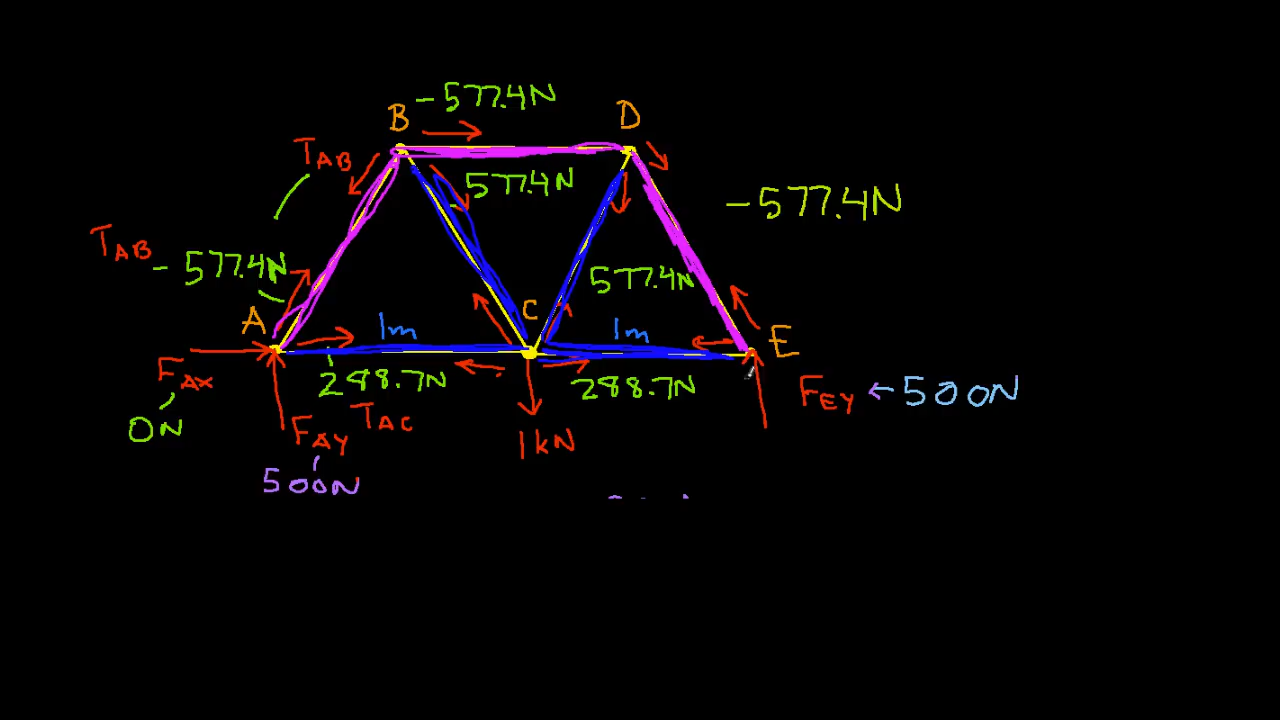 -577.4N
B
D
TAB
577.4N
-577.4N
TAB
-577.4N
577.4N
A
1m
C
1m
E
FAX
288.7N
288.7N
FEY ← 500N
0N
FAY
TAC
1kN
500N